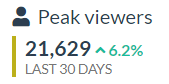 Peak viewers
21,629 6.2%
LAST 30 DAYS